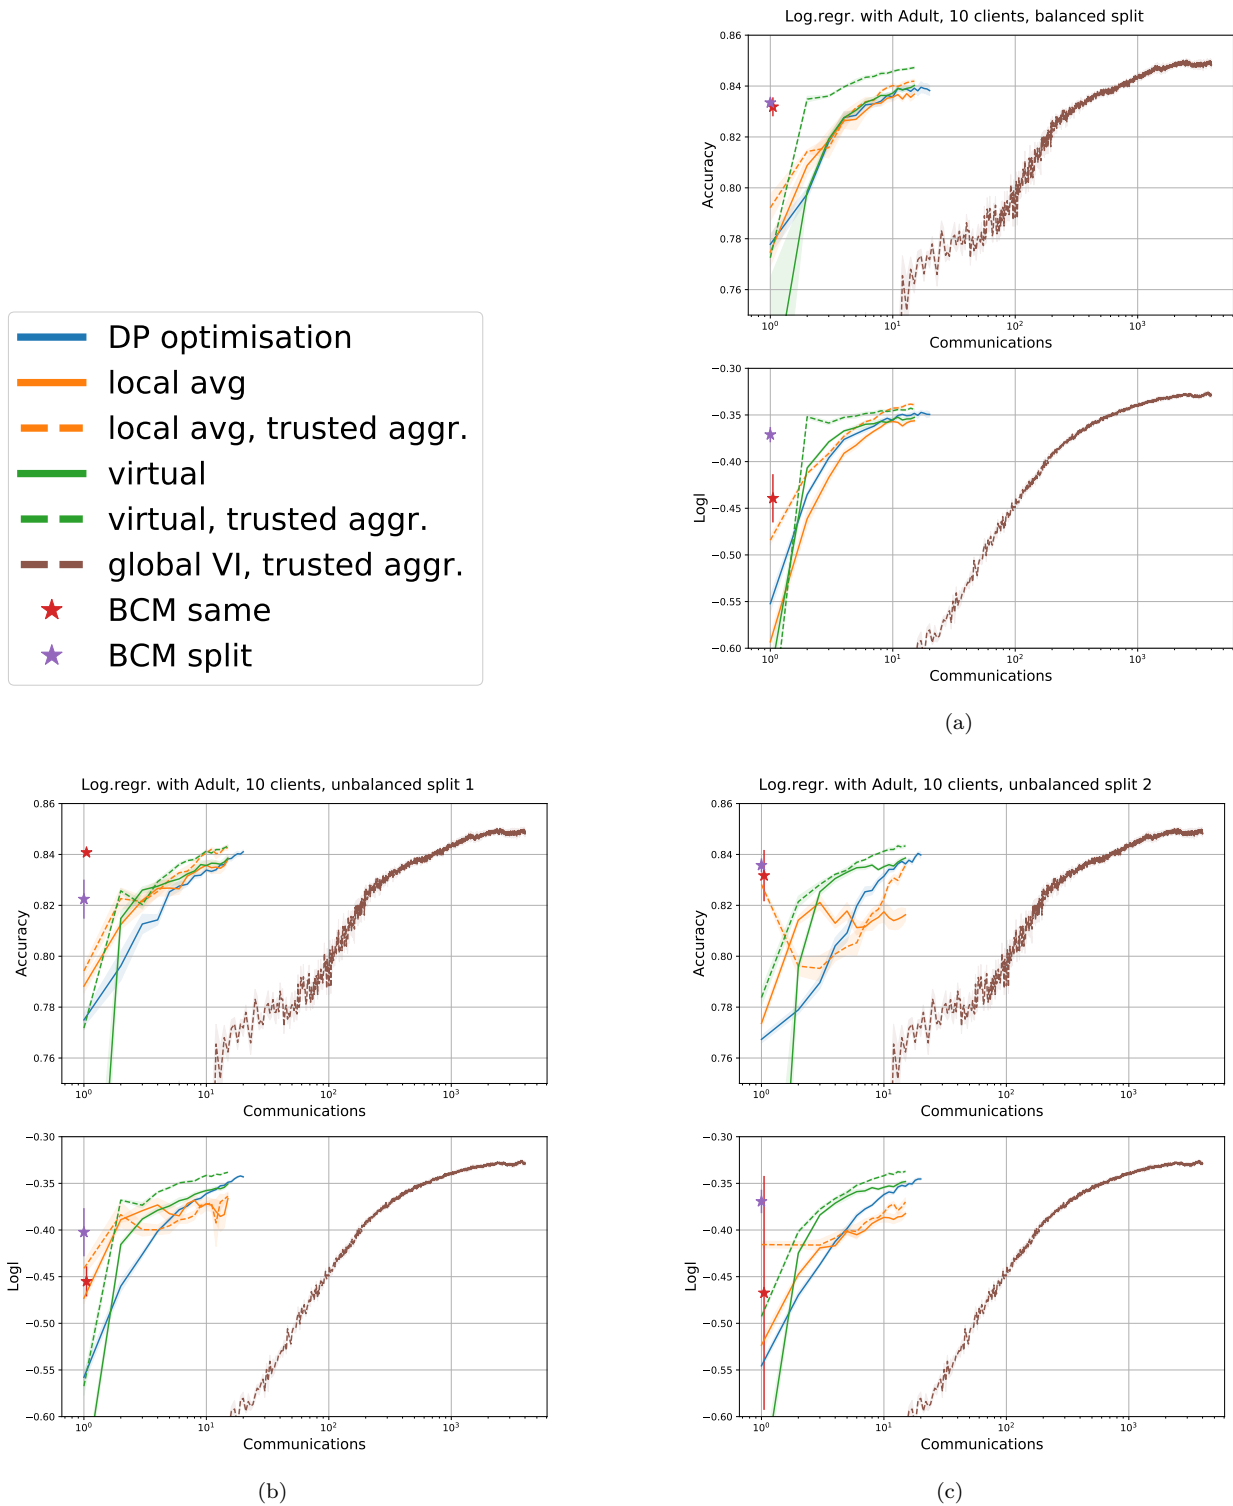 Log.regr. with Adult, 10 clients, balanced split
0.86
0.84
0.82
0.80
0.78
0.76
Accuracy
10⁰ 10¹ 10² 10³
Communications
−0.30
−0.35
−0.40
−0.45
−0.50
−0.55
−0.60
Logl
10⁰ 10¹ 10² 10³
Communications
(a)
DP optimisation
local avg
local avg, trusted aggr.
virtual
virtual, trusted aggr.
global VI, trusted aggr.
BCM same
BCM split
Log.regr. with Adult, 10 clients, unbalanced split 1
0.86
0.84
0.82
0.80
0.78
0.76
Accuracy
10⁰ 10¹ 10² 10³
Communications
−0.30
−0.35
−0.40
−0.45
−0.50
−0.55
−0.60
Logl
10⁰ 10¹ 10² 10³
Communications
(b)
Log.regr. with Adult, 10 clients, unbalanced split 2
0.86
0.84
0.82
0.80
0.78
0.76
Accuracy
10⁰ 10¹ 10² 10³
Communications
−0.30
−0.35
−0.40
−0.45
−0.50
−0.55
−0.60
Logl
10⁰ 10¹ 10² 10³
Communications
(c)